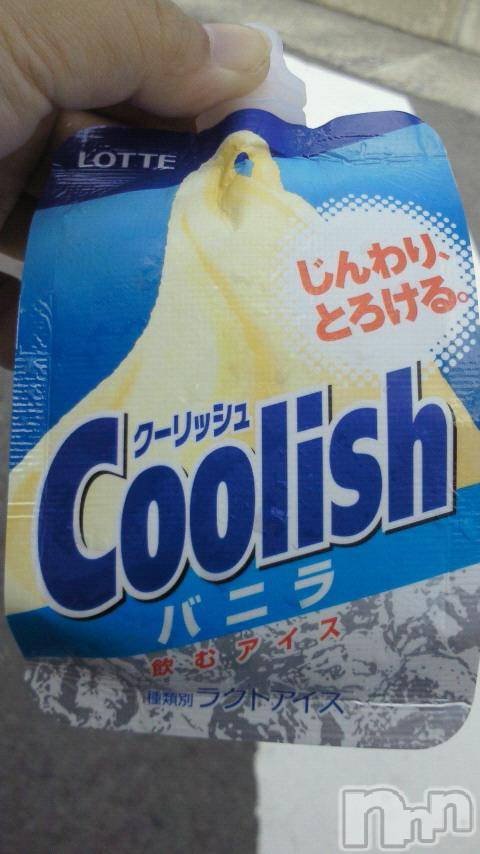 LOTTE
じんわり、
とろける。
クーリッシュ
Coolish
バニラ
飲むアイス
種類別 ラクトアイス
nnn